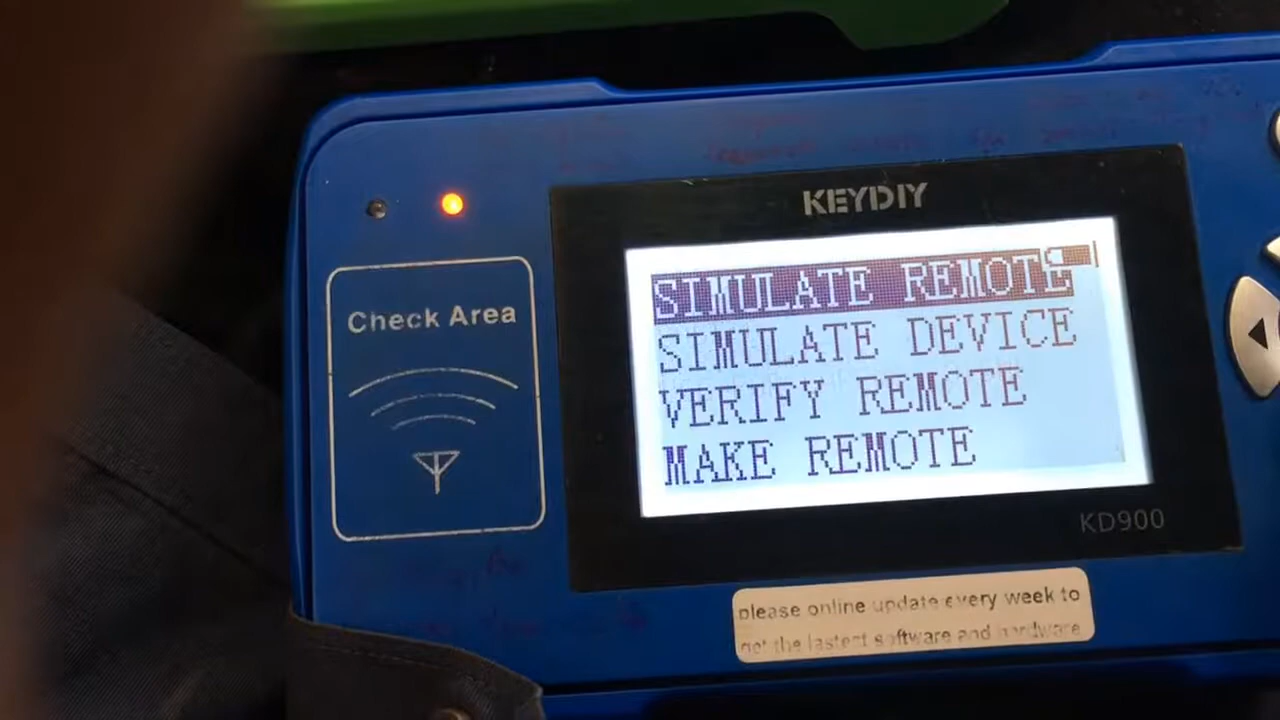 KEYDIY
Check Area
SIMULATE REMOTE
SIMULATE DEVICE
VERIFY REMOTE
MAKE REMOTE
KD900
please online update every week to
get the lastest software and hardware